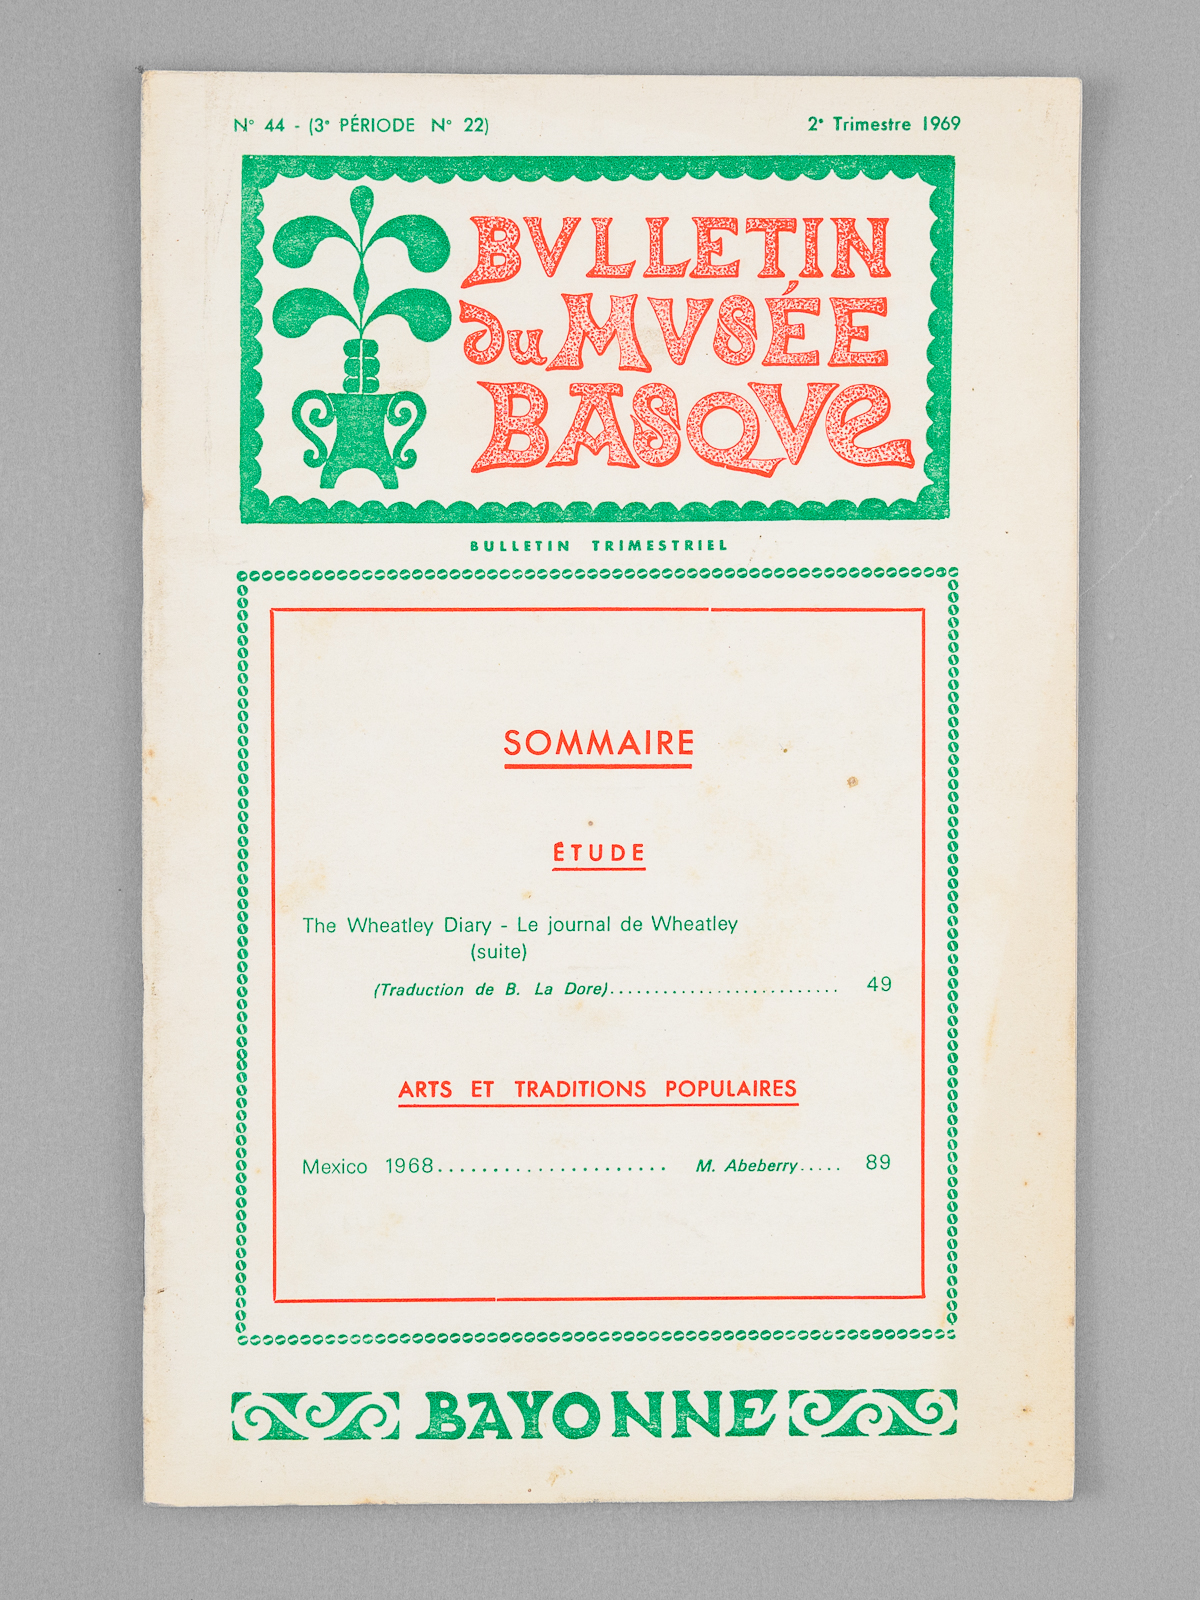 N° 44 - (3e PÉRIODE N° 22)
2e Trimestre 1969
BVLLETIN
du MVSÉE
BASQVe
BULLETIN TRIMESTRIEL
SOMMAIRE
ÉTUDE
The Wheatley Diary - Le journal de Wheatley
(suite)
(Traduction de B. La Dore).......................... 49
ARTS ET TRADITIONS POPULAIRES
Mexico 1968..................... M. Abeberry..... 89
BAYONNE